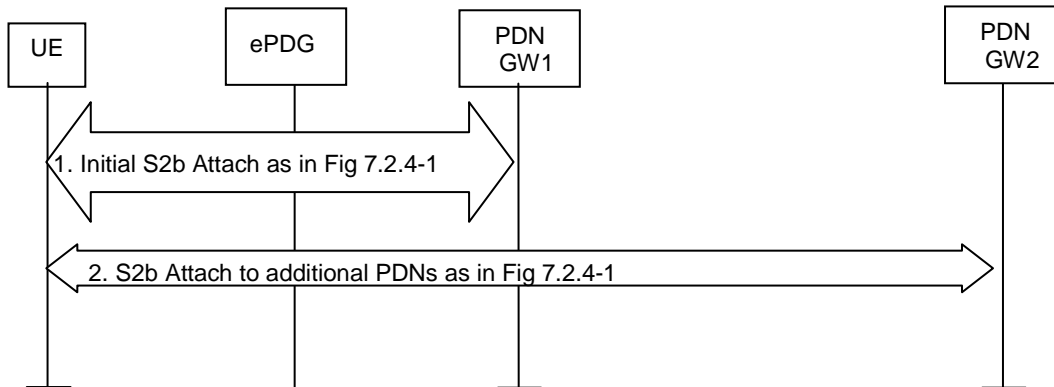 UE
ePDG
PDN
GW1
PDN
GW2
1. Initial S2b Attach as in Fig 7.2.4-1
2. S2b Attach to additional PDNs as in Fig 7.2.4-1